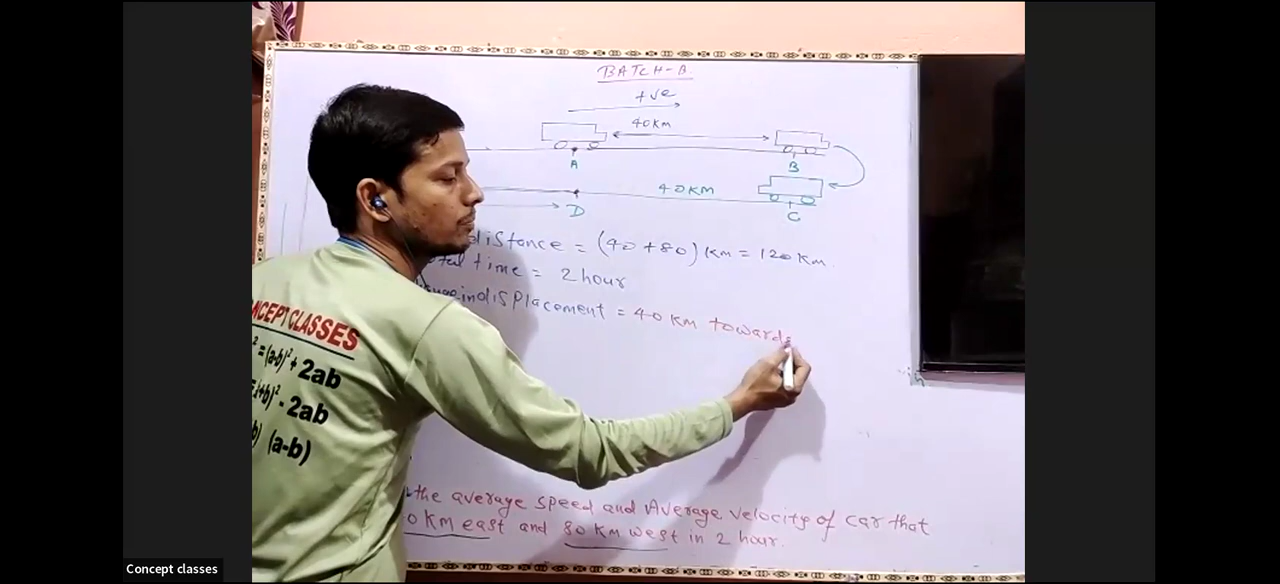 BATCH-B
+ve
40KM
A
B
40KM
D
C
distance = (40+80) KM = 120 KM.
time = 2 hour
displacement = 40 KM towards
CLASSES
= (a-b)² + 2ab
- 2ab
(a-b)
the average speed and Average velocity of car that
KM east and 80 KM west in 2 hour.
Concept classes